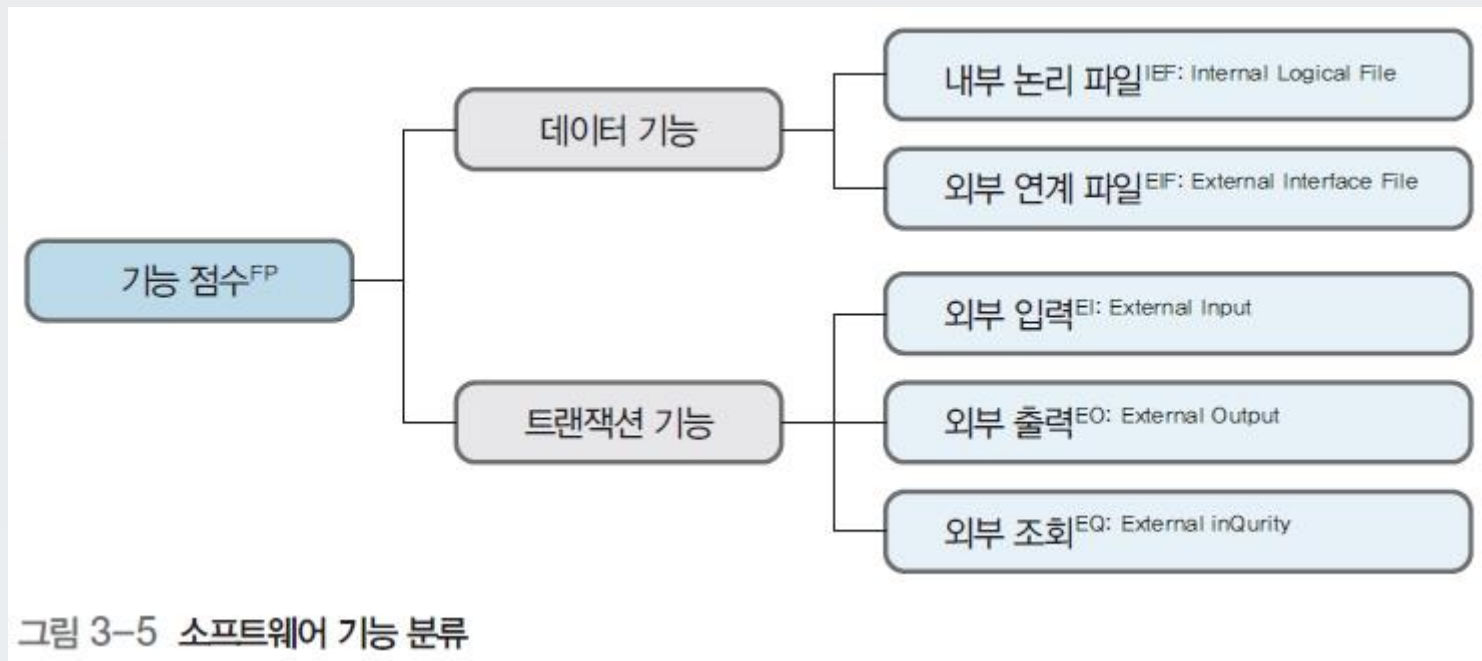 내부 논리 파일IEF: Internal Logical File
데이터 기능
외부 연계 파일EIF: External Interface File
기능 점수FP
외부 입력EI: External Input
트랜잭션 기능
외부 출력EO: External Output
외부 조회EQ: External inQurity
그림 3-5 소프트웨어 기능 분류